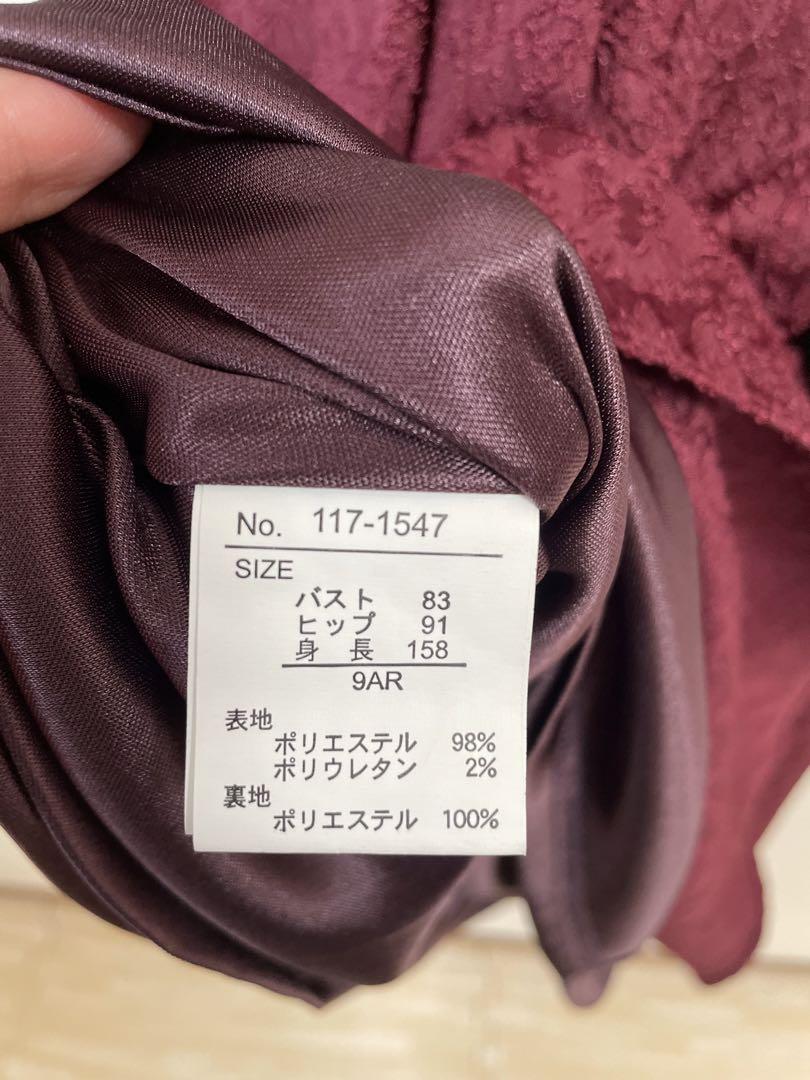 No. 117-1547
SIZE
バスト 83
ヒップ 91
身 長 158
9AR
表地
ポリエステル 98%
ポリウレタン 2%
裏地
ポリエステル 100%